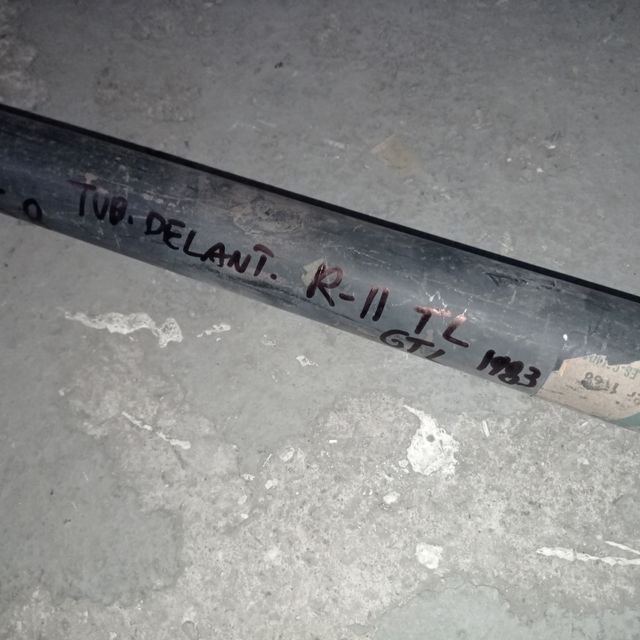 TUB. DELANT. R-11 TL
GTL 1983